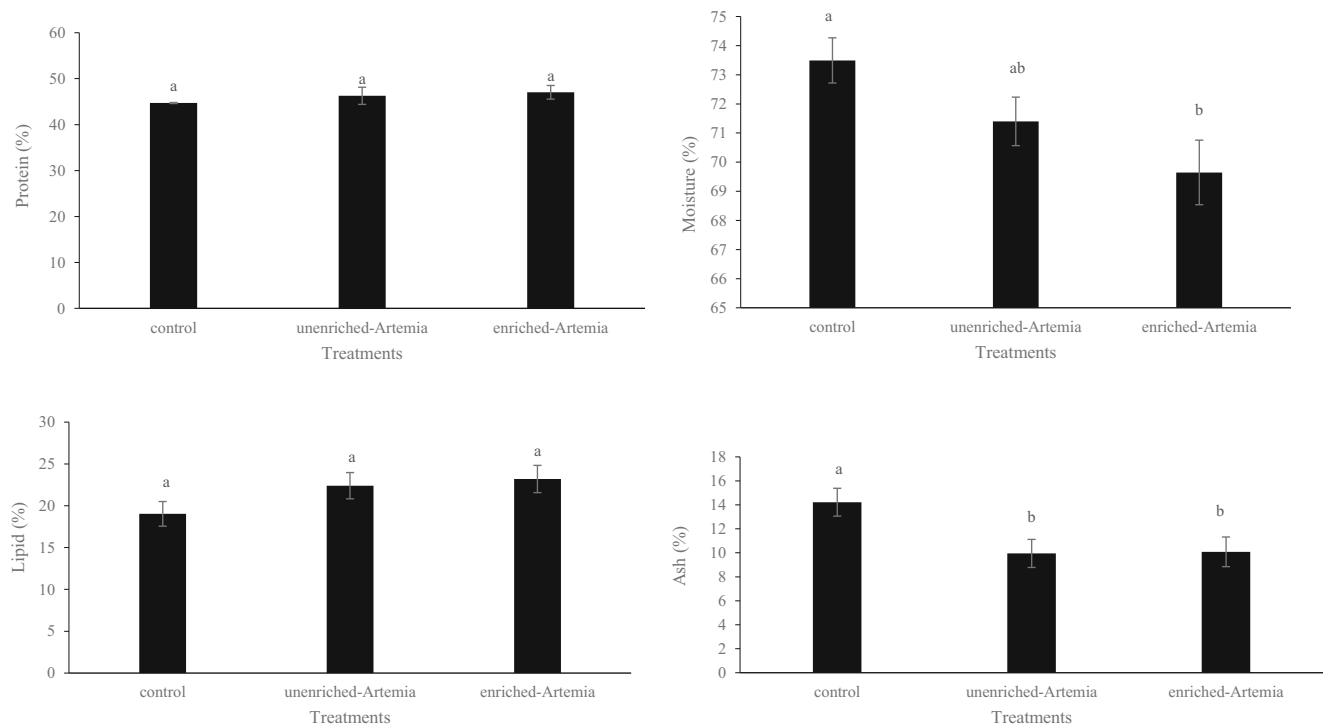 60
50
40
30
20
10
0
Protein (%)
a
a
a
control
unenriched-Artemia
enriched-Artemia
Treatments
75
74
73
72
71
70
69
68
67
66
65
Moisture (%)
a
ab
b
control
unenriched-Artemia
enriched-Artemia
Treatments
30
25
20
15
10
5
0
Lipid (%)
a
a
a
control
unenriched-Artemia
enriched-Artemia
Treatments
18
16
14
12
10
8
6
4
2
0
Ash (%)
a
b
b
control
unenriched-Artemia
enriched-Artemia
Treatments